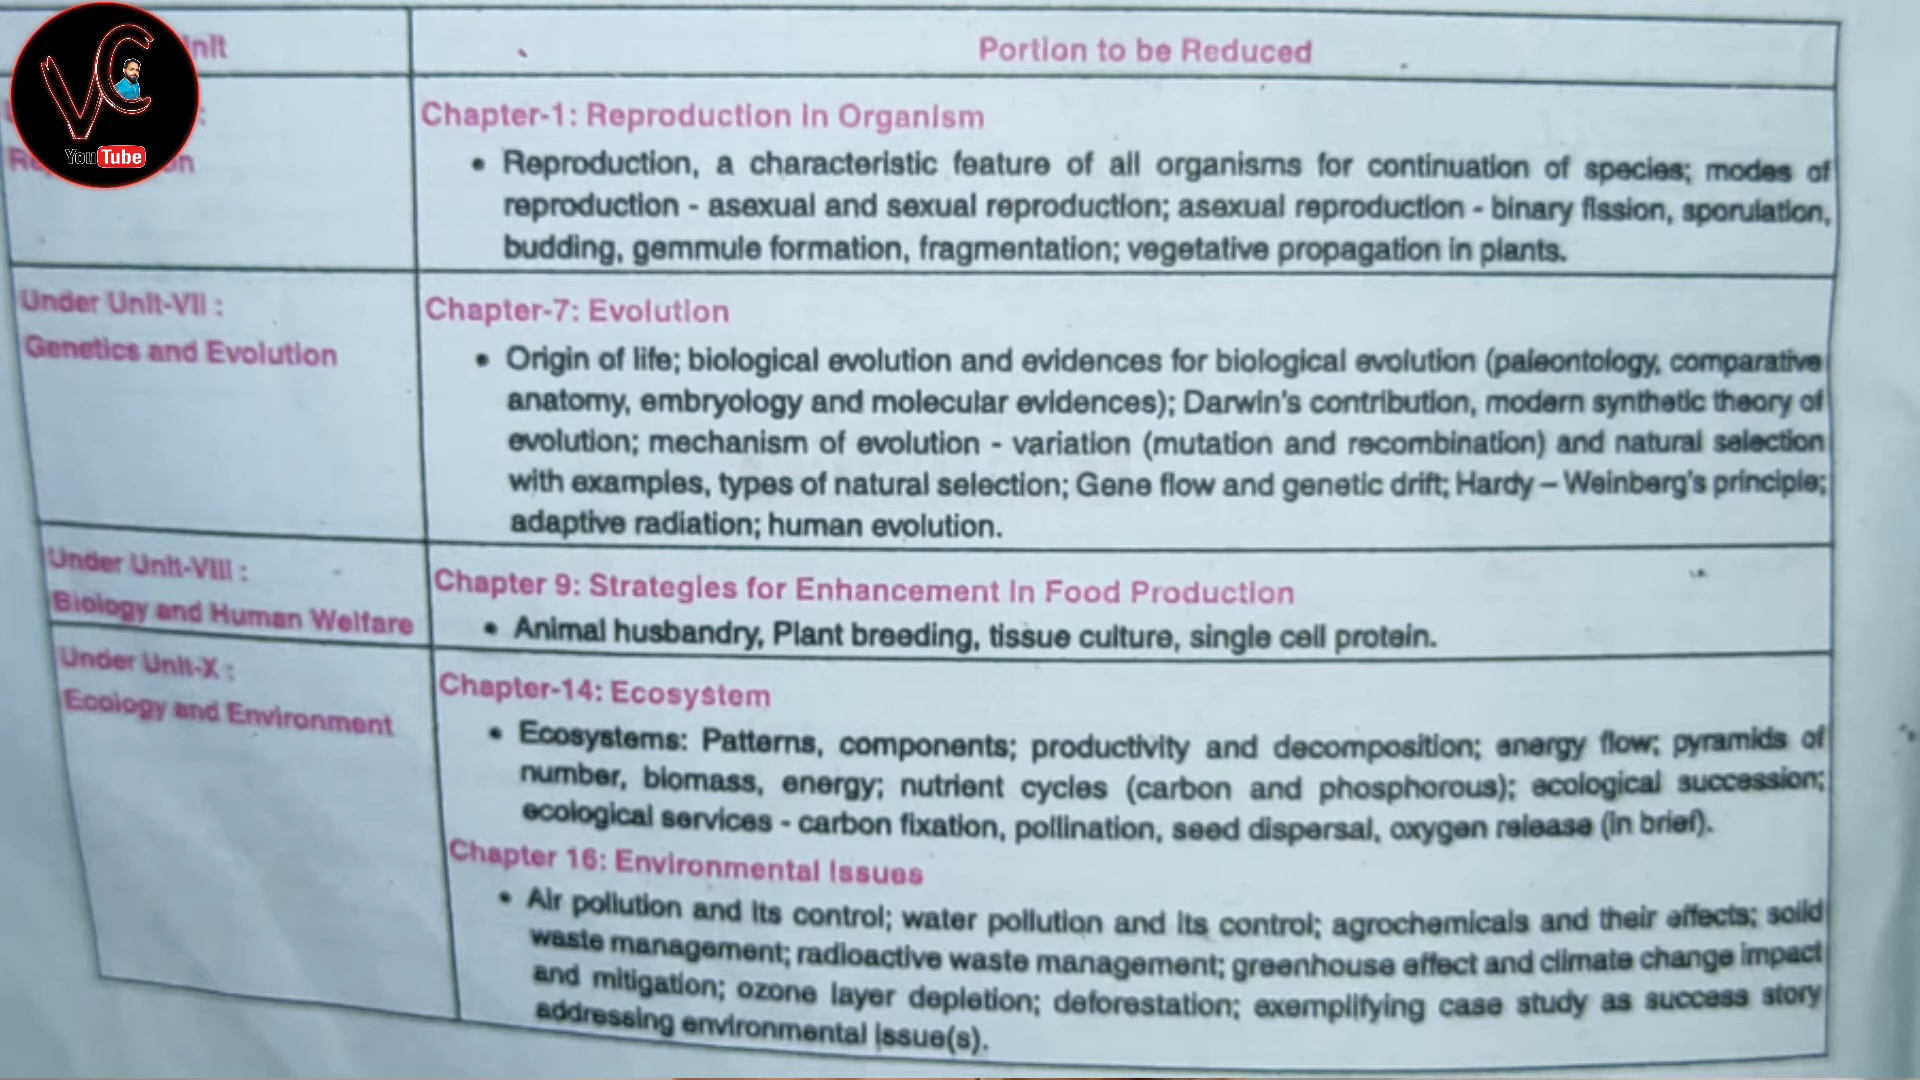 Unit
Portion to be Reduced
Chapter-1: Reproduction in Organism
• Reproduction, a characteristic feature of all organisms for continuation of species; modes of
reproduction - asexual and sexual reproduction; asexual reproduction - binary fission, sporulation,
budding, gemmule formation, fragmentation; vegetative propagation in plants.
Under Unit-VII :
Genetics and Evolution
Chapter-7: Evolution
• Origin of life; biological evolution and evidences for biological evolution (paleontology, comparative
anatomy, embryology and molecular evidences); Darwin's contribution, modern synthetic theory of
evolution; mechanism of evolution - variation (mutation and recombination) and natural selection
with examples, types of natural selection; Gene flow and genetic drift; Hardy – Weinberg's principle;
adaptive radiation; human evolution.
Under Unit-VIII :
Biology and Human Welfare
Chapter 9: Strategies for Enhancement in Food Production
• Animal husbandry, Plant breeding, tissue culture, single cell protein.
Under Unit-X :
Ecology and Environment
Chapter-14: Ecosystem
• Ecosystems: Patterns, components; productivity and decomposition; energy flow; pyramids of
number, biomass, energy; nutrient cycles (carbon and phosphorous); ecological succession;
ecological services - carbon fixation, pollination, seed dispersal, oxygen release (in brief).
Chapter 16: Environmental Issues
• Air pollution and its control; water pollution and its control; agrochemicals and their effects; solid
waste management; radioactive waste management; greenhouse effect and climate change impact
and mitigation; ozone layer depletion; deforestation; exemplifying case study as success story
addressing environmental issue(s).
VC
YouTube